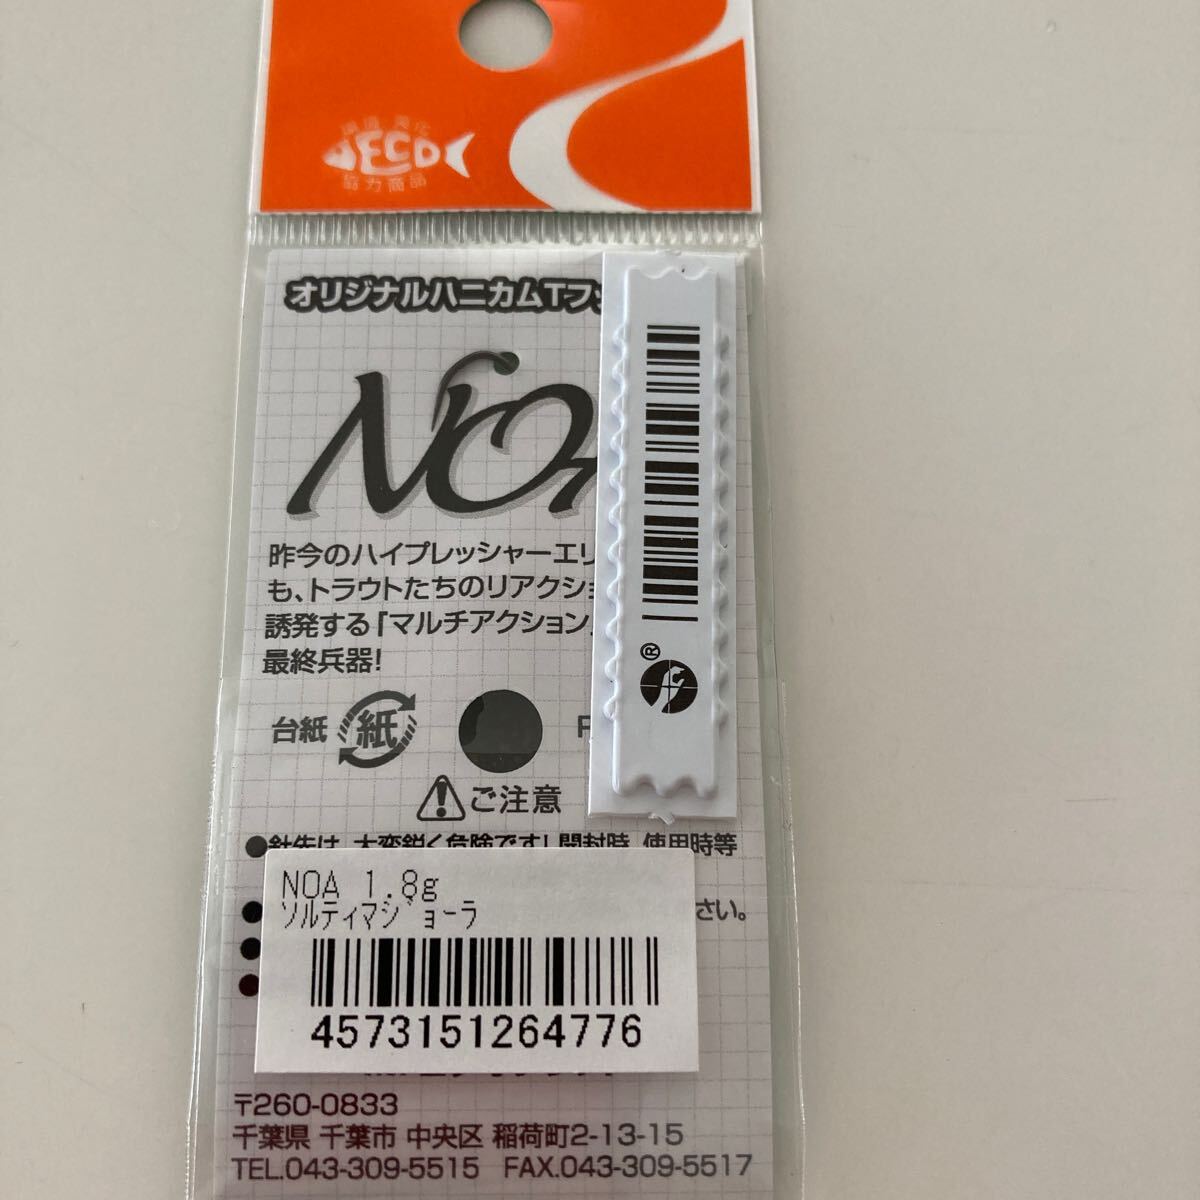 環境 美化
ECO
協力商品
オリジナルハニカムTフッ
NO
昨今のハイプレッシャーエリ
も、トラウトたちのリアクショ
誘発する「マルチアクション」
最終兵器!
台紙 紙 P
ご注意
●針先は、大変鋭く危険です!開封時、使用時等
さい。
NOA 1.8g
ソルティマジョーラ
4573151264776
〒260-0833
千葉県 千葉市 中央区 稲荷町2-13-15
TEL.043-309-5515 FAX.043-309-5517
®